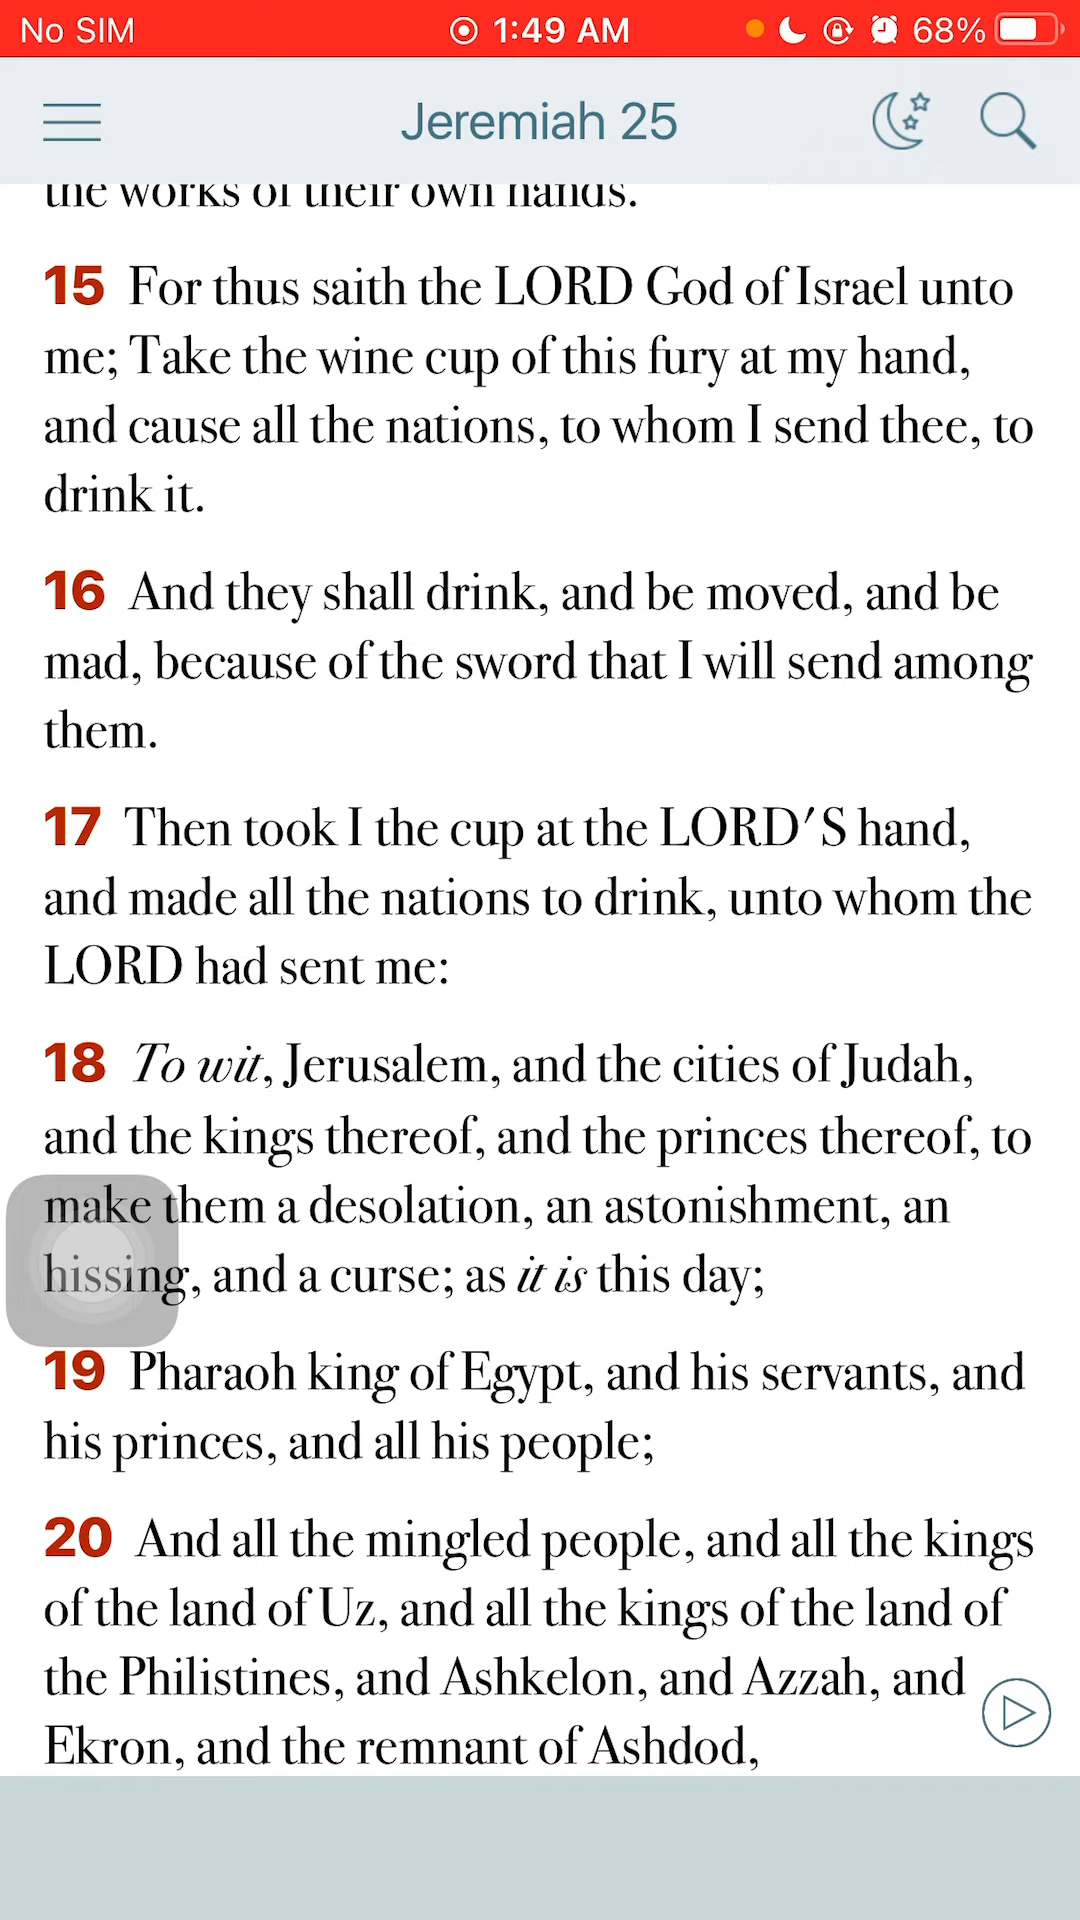 No SIM
1:49 AM
68%
Jeremiah 25
the works of their own hands.
15 For thus saith the LORD God of Israel unto
me; Take the wine cup of this fury at my hand,
and cause all the nations, to whom I send thee, to
drink it.
16 And they shall drink, and be moved, and be
mad, because of the sword that I will send among
them.
17 Then took I the cup at the LORD'S hand,
and made all the nations to drink, unto whom the
LORD had sent me:
18 To wit, Jerusalem, and the cities of Judah,
and the kings thereof, and the princes thereof, to
make them a desolation, an astonishment, an
hissing, and a curse; as it is this day;
19 Pharaoh king of Egypt, and his servants, and
his princes, and all his people;
20 And all the mingled people, and all the kings
of the land of Uz, and all the kings of the land of
the Philistines, and Ashkelon, and Azzah, and
Ekron, and the remnant of Ashdod,